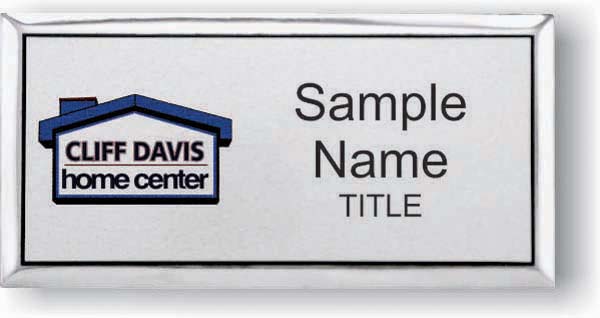 CLIFF DAVIS
home center
Sample
Name
TITLE